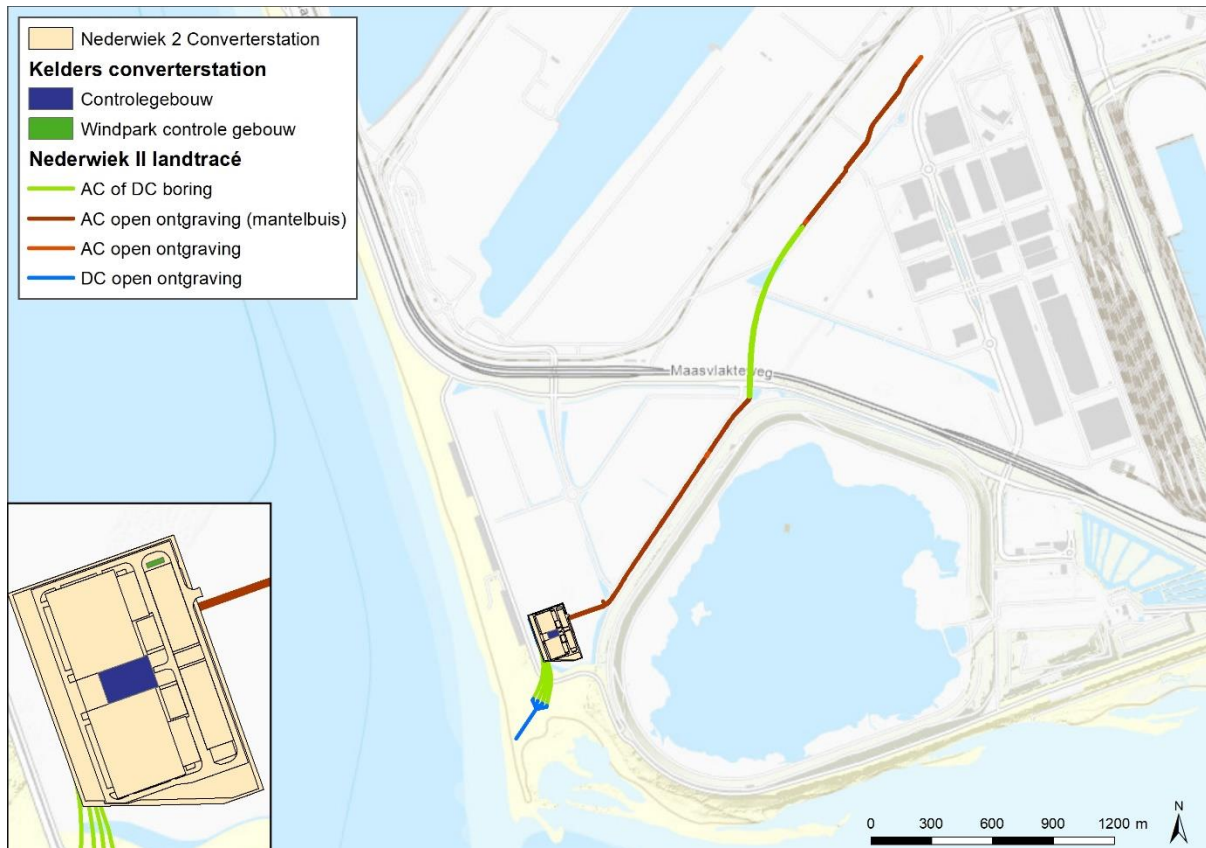 Nederwiek 2 Converterstation
Kelders converterstation
Controlegebouw
Windpark controle gebouw
Nederwiek II landtracé
AC of DC boring
AC open ontgraving (mantelbuis)
AC open ontgraving
DC open ontgraving
Maasvlakteweg
0 300 600 900 1200 m
N